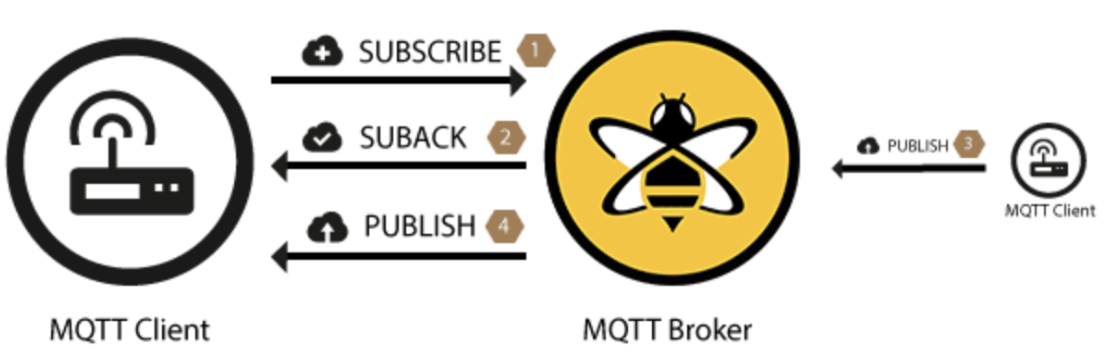 SUBSCRIBE 1
SUBACK 2
PUBLISH 3
PUBLISH 4
MQTT Client
MQTT Client
MQTT Broker